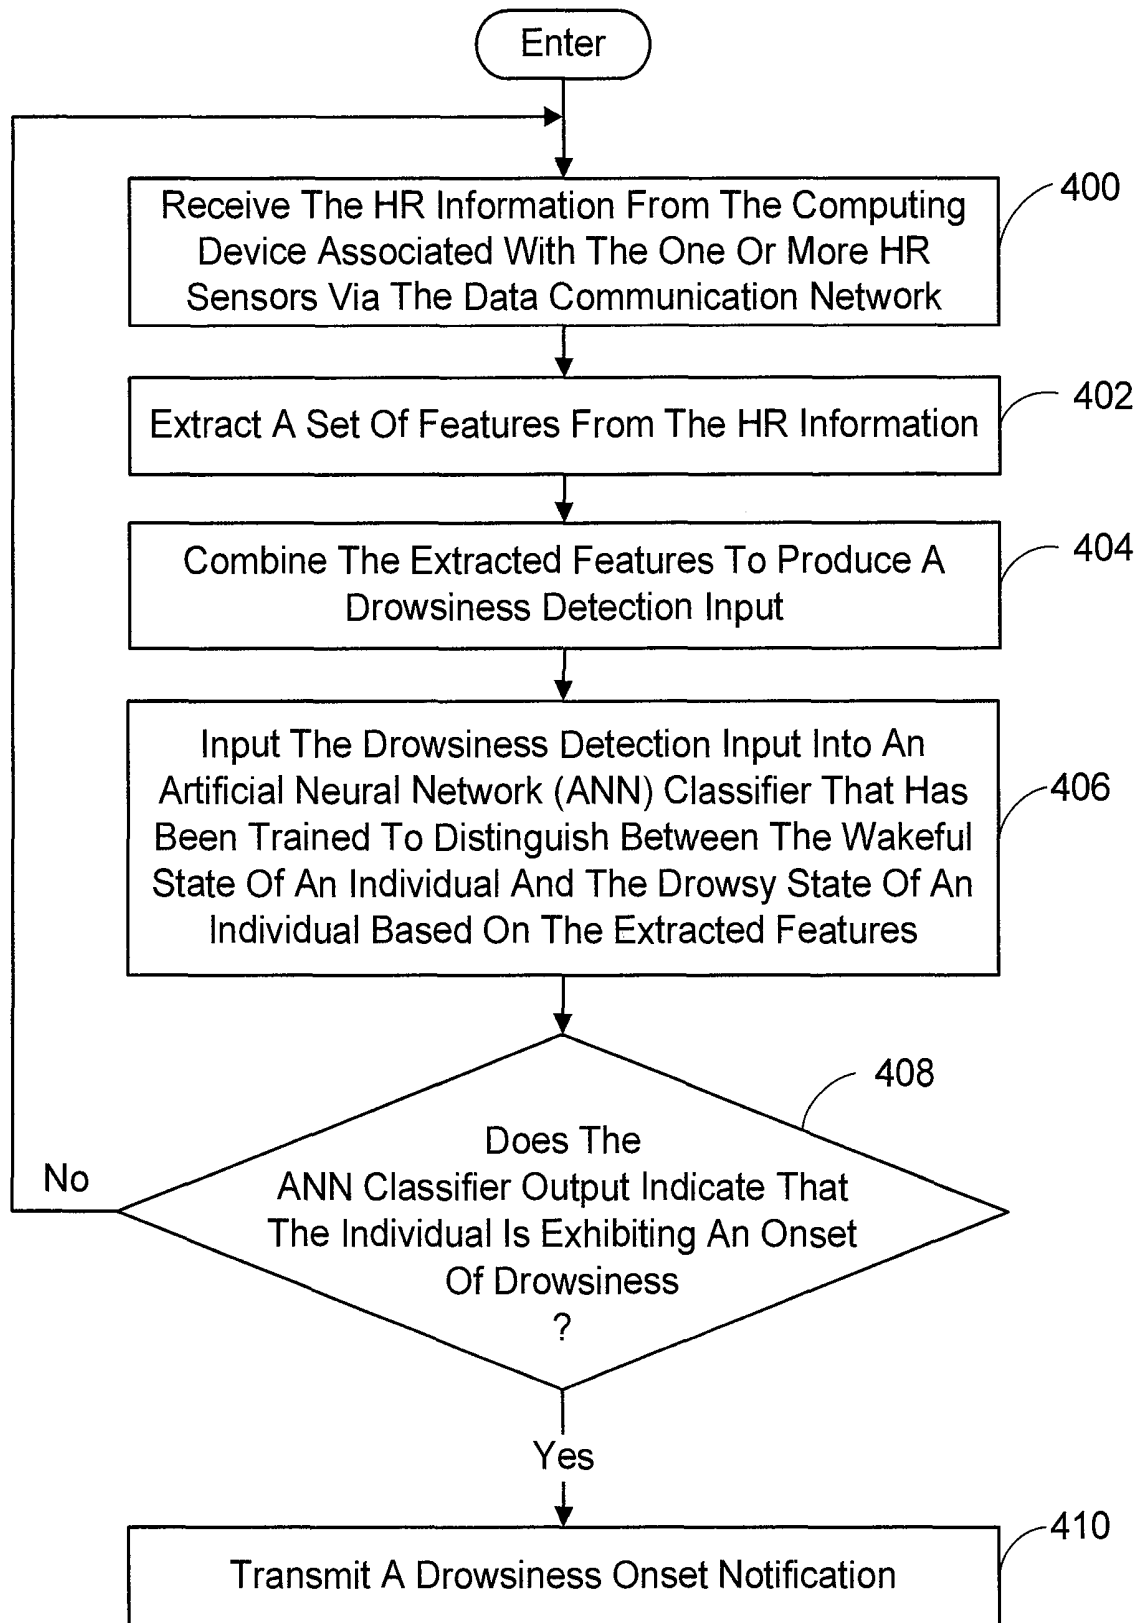 Enter
Receive The HR Information From The Computing
Device Associated With The One Or More HR
Sensors Via The Data Communication Network
400
Extract A Set Of Features From The HR Information
402
Combine The Extracted Features To Produce A
Drowsiness Detection Input
404
Input The Drowsiness Detection Input Into An
Artificial Neural Network (ANN) Classifier That Has
Been Trained To Distinguish Between The Wakeful
State Of An Individual And The Drowsy State Of An
Individual Based On The Extracted Features
406
408
Does The
ANN Classifier Output Indicate That
The Individual Is Exhibiting An Onset
Of Drowsiness
?
No
Yes
Transmit A Drowsiness Onset Notification
410